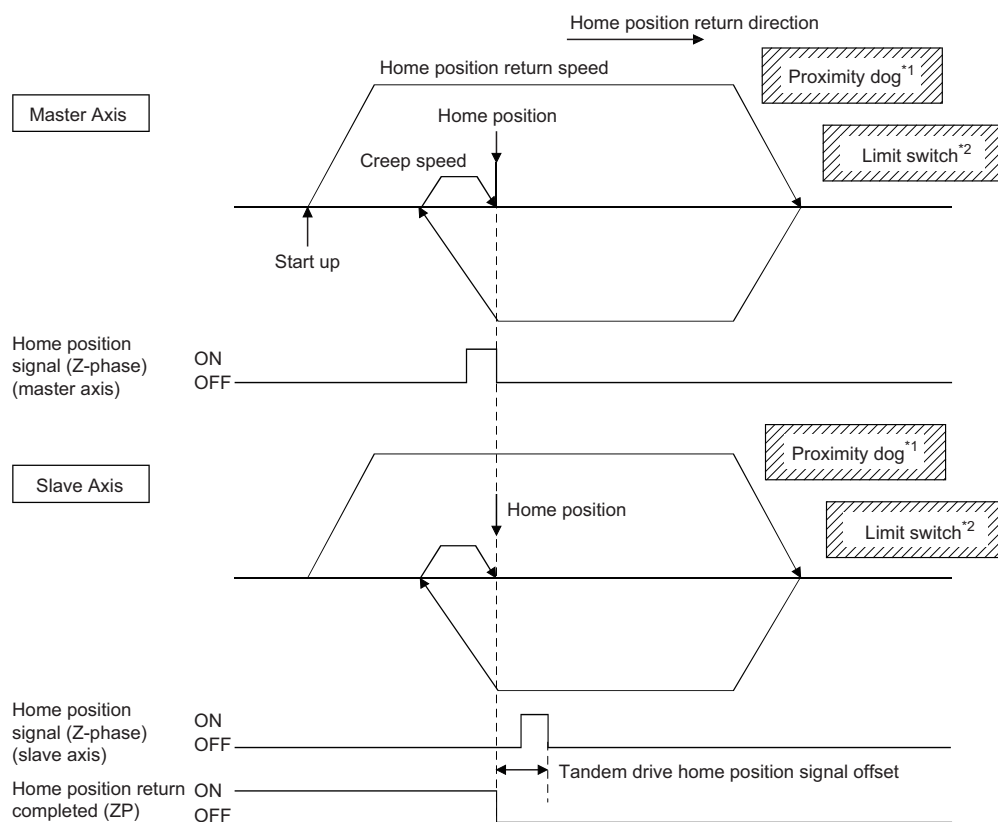 Home position return direction
Home position return speed
Proximity dog*1
Master Axis
Home position
Limit switch*2
Creep speed
Start up
Home position
signal (Z-phase)
(master axis)
ON
OFF
Proximity dog*1
Slave Axis
Home position
Limit switch*2
Home position
signal (Z-phase)
(slave axis)
ON
OFF
Tandem drive home position signal offset
Home position return
completed (ZP)
ON
OFF